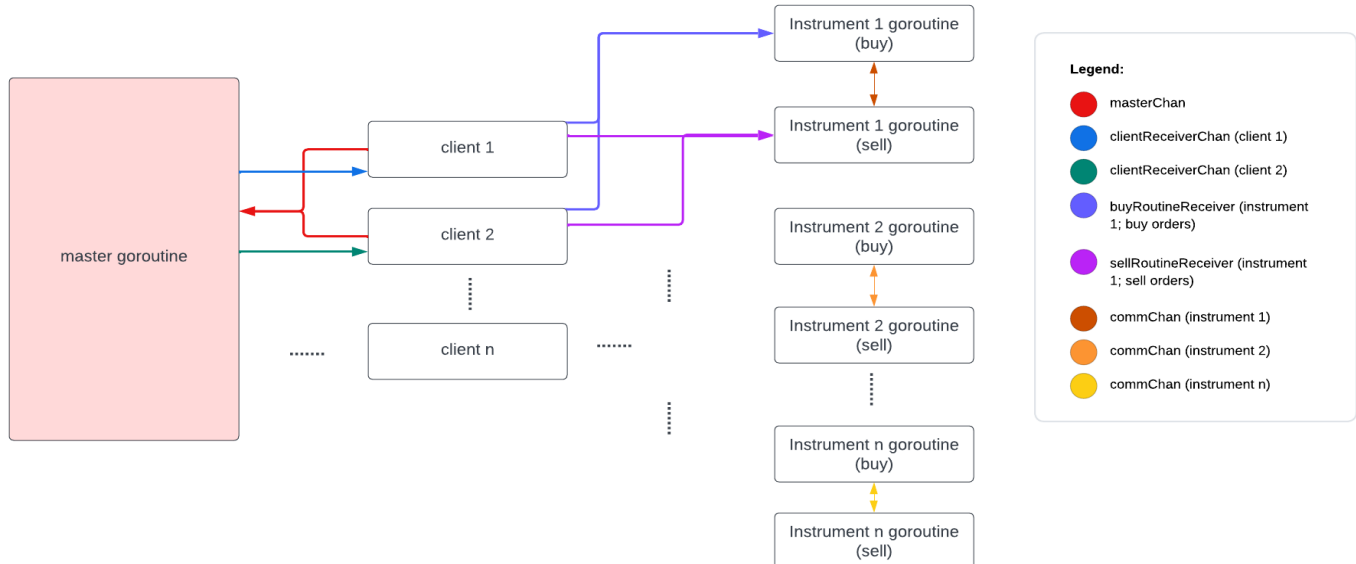 master goroutine
client 1
client 2
client n
Instrument 1 goroutine
(buy)
Instrument 1 goroutine
(sell)
Instrument 2 goroutine
(buy)
Instrument 2 goroutine
(sell)
Instrument n goroutine
(buy)
Instrument n goroutine
(sell)
Legend:
masterChan
clientReceiverChan (client 1)
clientReceiverChan (client 2)
buyRoutineReceiver (instrument
1; buy orders)
sellRoutineReceiver (instrument
1; sell orders)
commChan (instrument 1)
commChan (instrument 2)
commChan (instrument n)